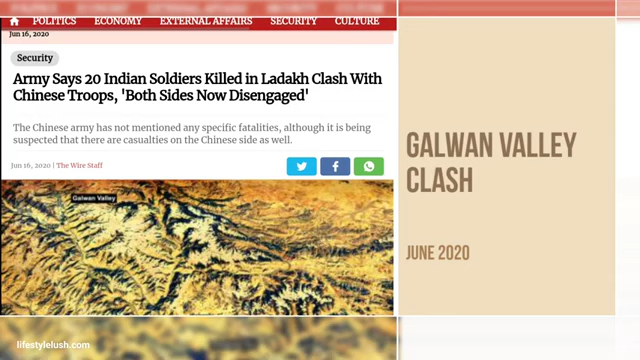 POLITICS ECONOMY EXTERNAL AFFAIRS SECURITY CULTURE
Jun 16, 2020
Security
Army Says 20 Indian Soldiers Killed in Ladakh Clash With
Chinese Troops, 'Both Sides Now Disengaged'
The Chinese army has not mentioned any specific fatalities, although it is being
suspected that there are casualties on the Chinese side as well.
Jun 16, 2020 | The Wire Staff
Galwan Valley
GALWAN VALLEY
CLASH
JUNE 2020
lifestylelush.com